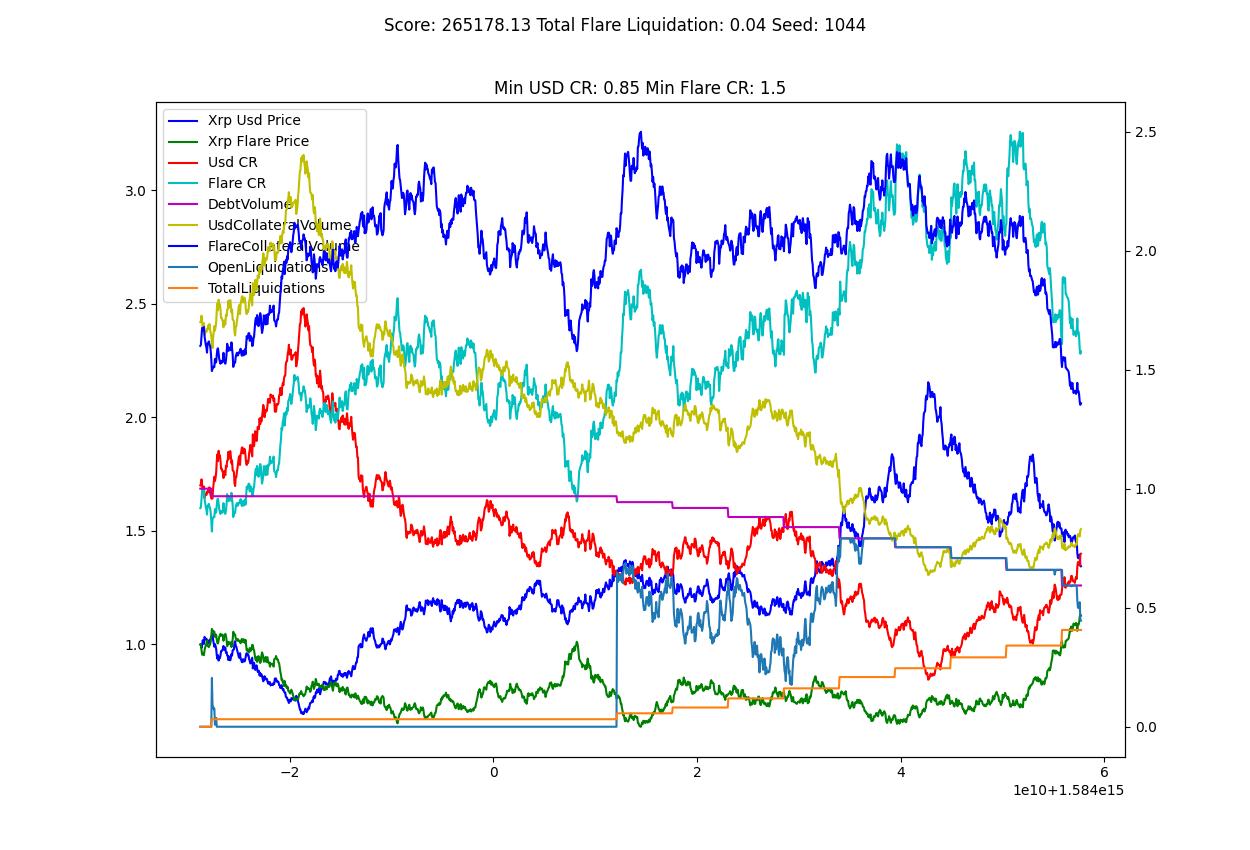 Score: 265178.13 Total Flare Liquidation: 0.04 Seed: 1044
Min USD CR: 0.85 Min Flare CR: 1.5
Xrp Usd Price
Xrp Flare Price
Usd CR
Flare CR
DebtVolume
UsdCollateralVolume
FlareCollateralVolume
OpenLiquidations
TotalLiquidations
3.0
2.5
2.0
1.5
1.0
2.5
2.0
1.5
1.0
0.5
0.0
−2
0
2
4
6
1e10+1.584e15